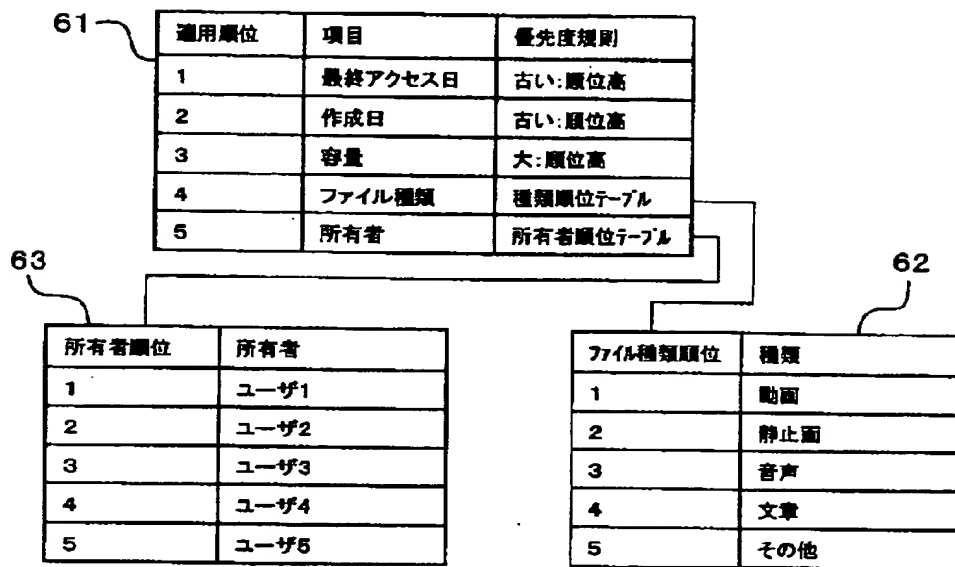 61
適用順位 項目 優先度規則
1 最終アクセス日 古い:順位高
2 作成日 古い:順位高
3 容量 大:順位高
4 ファイル種類 種類順位テーブル
5 所有者 所有者順位テーブル
63
62
所有者順位 所有者
1 ユーザ1
2 ユーザ2
3 ユーザ3
4 ユーザ4
5 ユーザ5
ファイル種類順位 種類
1 動画
2 静止画
3 音声
4 文章
5 その他